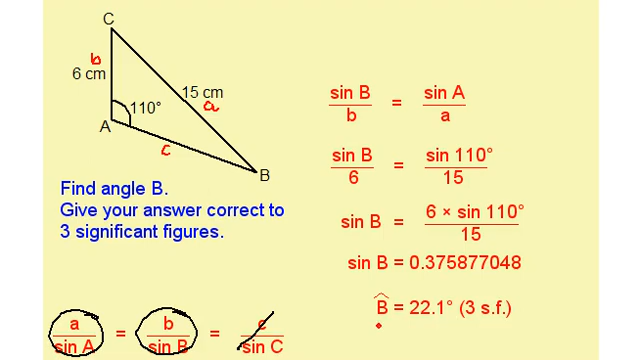 C
b
6 cm
15 cm
a
110°
A
c
B
Find angle B.
Give your answer correct to
3 significant figures.
a/sin A = b/sin B = c/sin C
sin B/b = sin A/a
sin B/6 = sin 110°/15
sin B = 6 × sin 110°/15
sin B = 0.375877048
B̂ = 22.1° (3 s.f.)